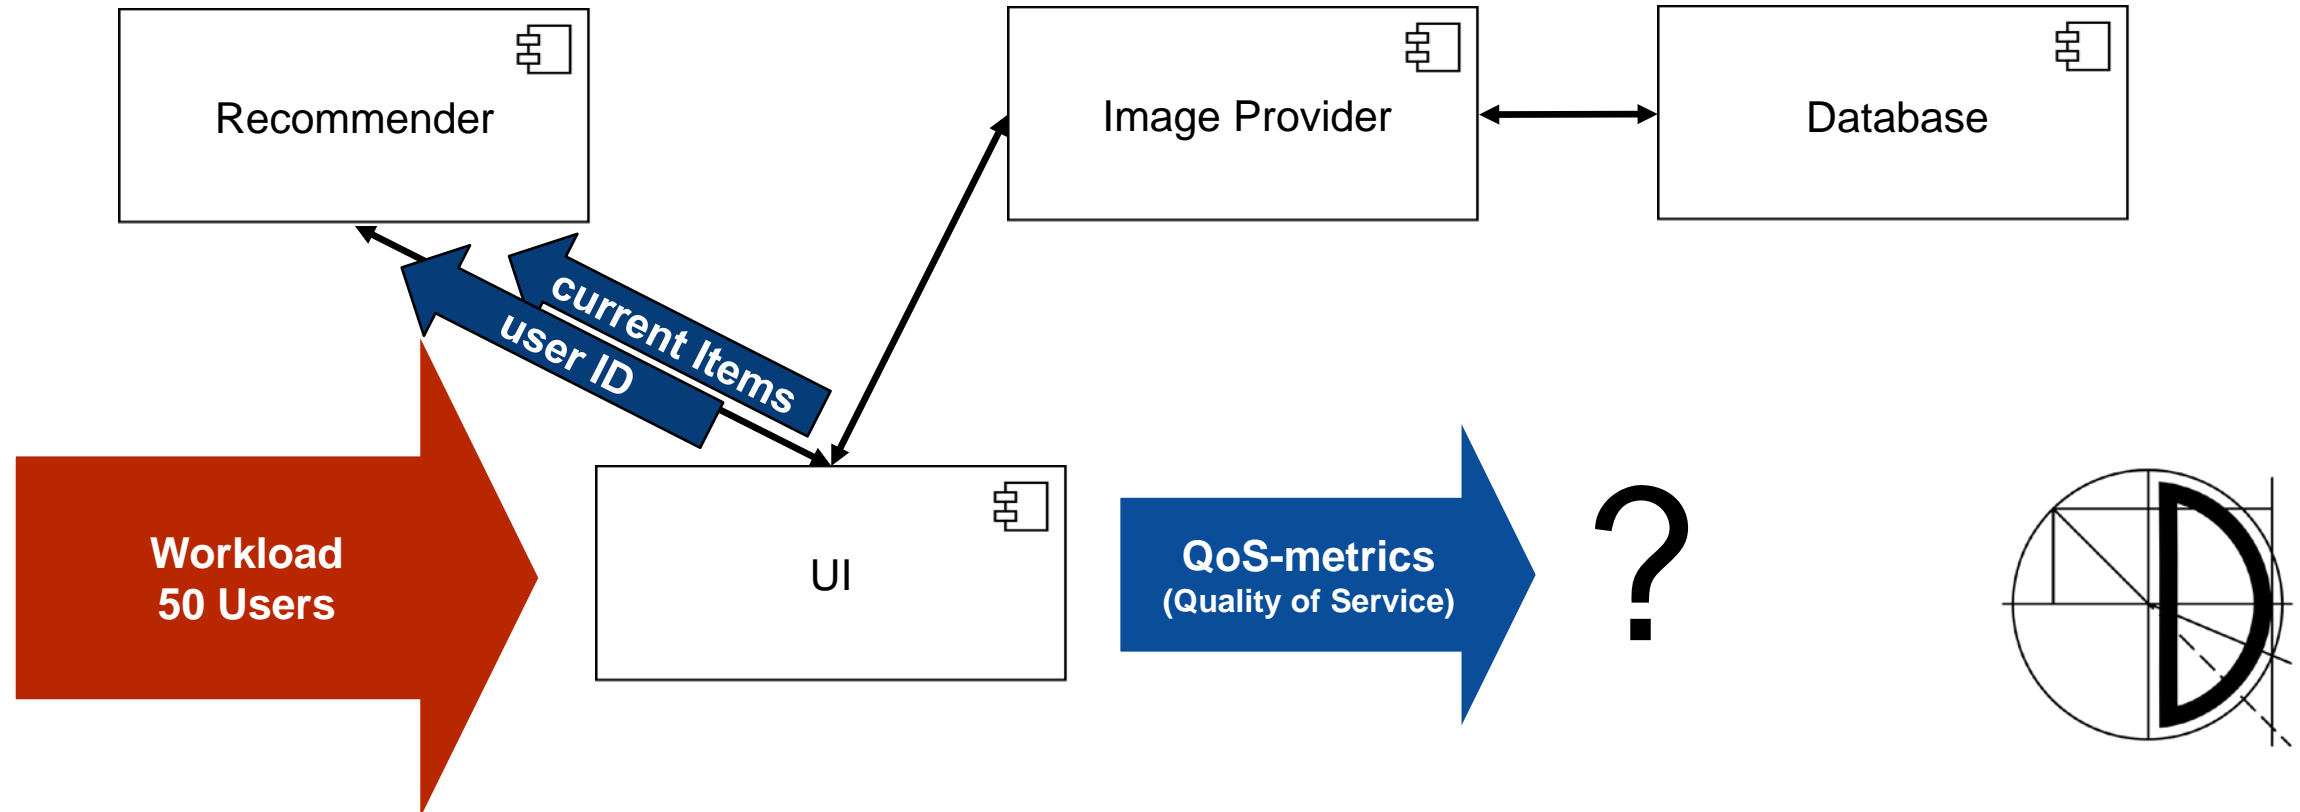 Recommender
Image Provider
Database
current Items
user ID
Workload
50 Users
UI
QoS-metrics
(Quality of Service)
?